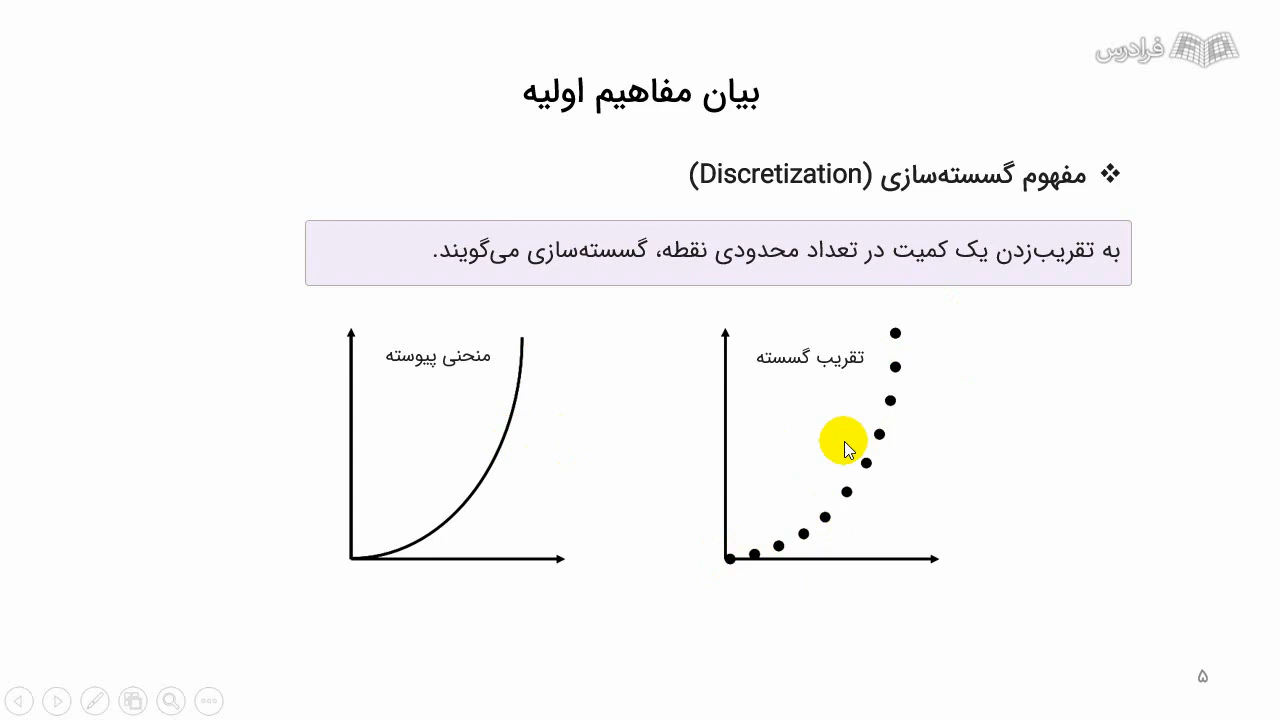 فرادرس
بیان مفاهیم اولیه
❖ مفهوم گسسته‌سازی (Discretization)
به تقریب‌زدن یک کمیت در تعداد محدودی نقطه، گسسته‌سازی می‌گویند.
تقریب گسسته
منحنی پیوسته
۵